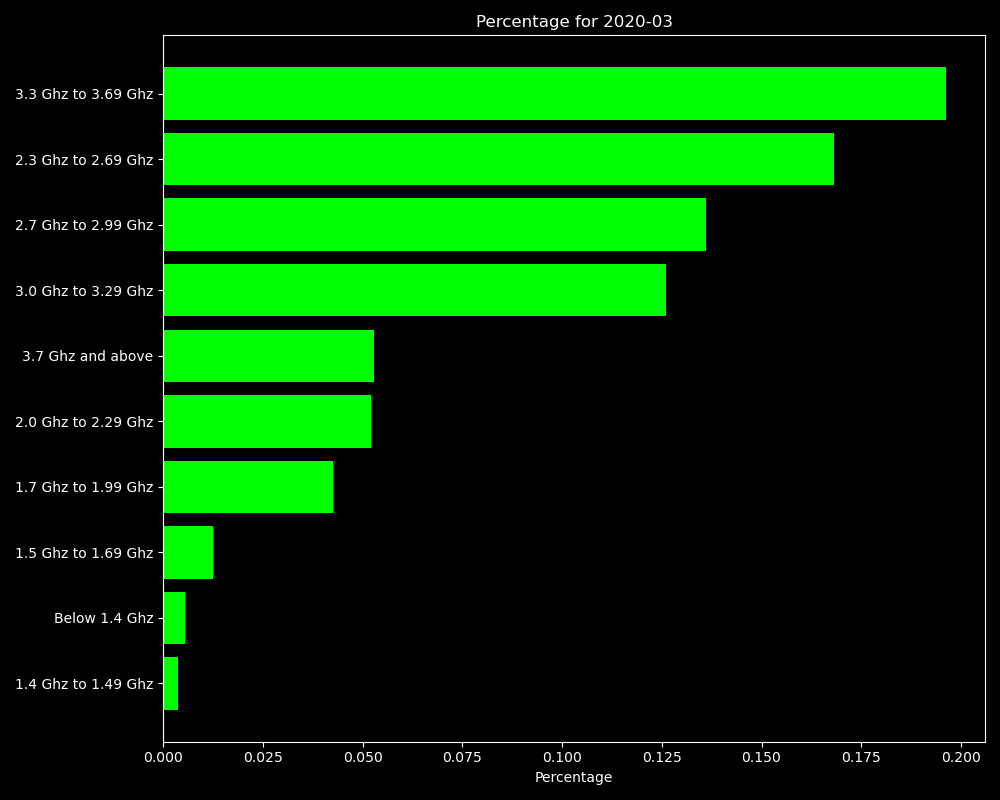 Percentage for 2020-03
3.3 Ghz to 3.69 Ghz
2.3 Ghz to 2.69 Ghz
2.7 Ghz to 2.99 Ghz
3.0 Ghz to 3.29 Ghz
3.7 Ghz and above
2.0 Ghz to 2.29 Ghz
1.7 Ghz to 1.99 Ghz
1.5 Ghz to 1.69 Ghz
Below 1.4 Ghz
1.4 Ghz to 1.49 Ghz
0.000 0.025 0.050 0.075 0.100 0.125 0.150 0.175 0.200
Percentage